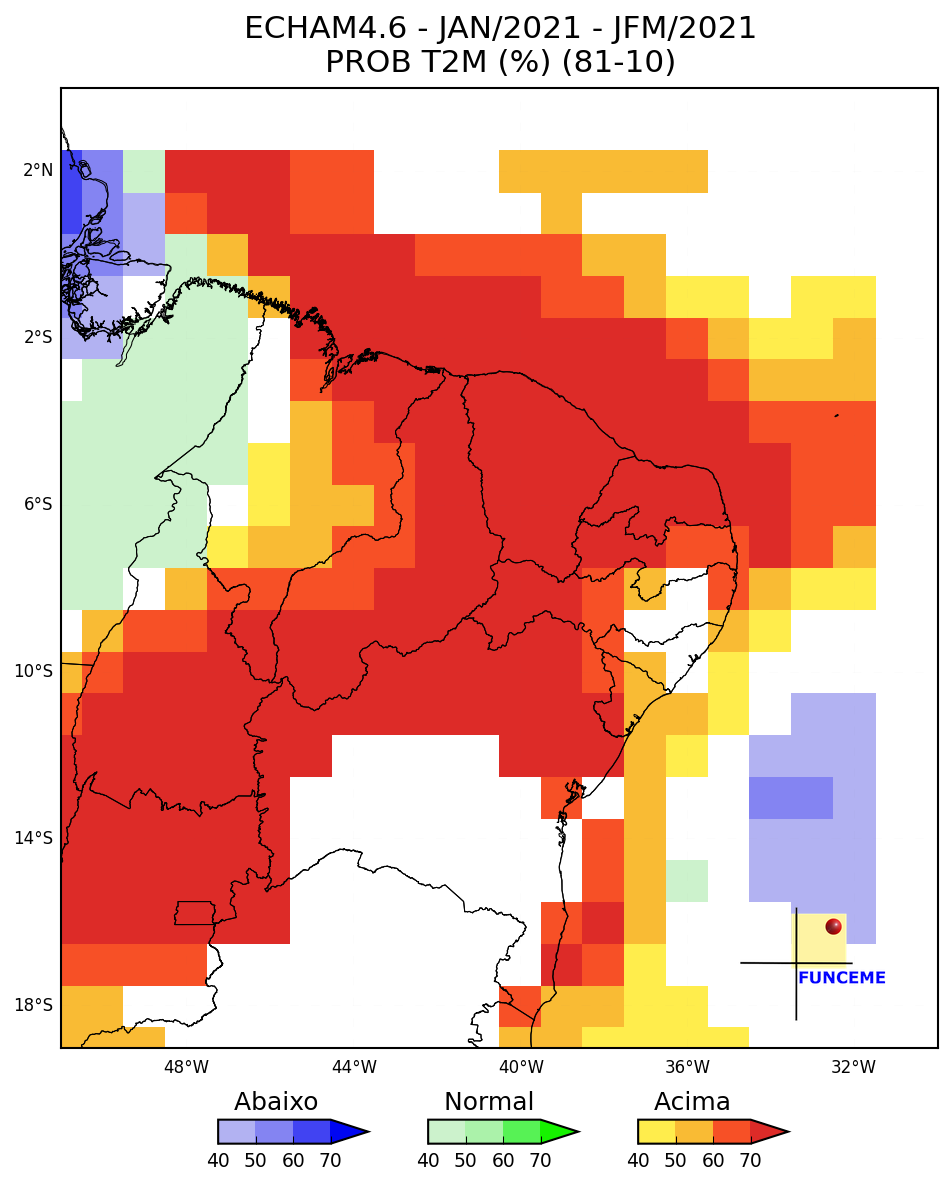 ECHAM4.6 - JAN/2021 - JFM/2021
PROB T2M (%) (81-10)
2°N
2°S
6°S
10°S
14°S
18°S
FUNCEME
48°W 44°W 40°W 36°W 32°W
Abaixo Normal Acima
40 50 60 70 40 50 60 70 40 50 60 70